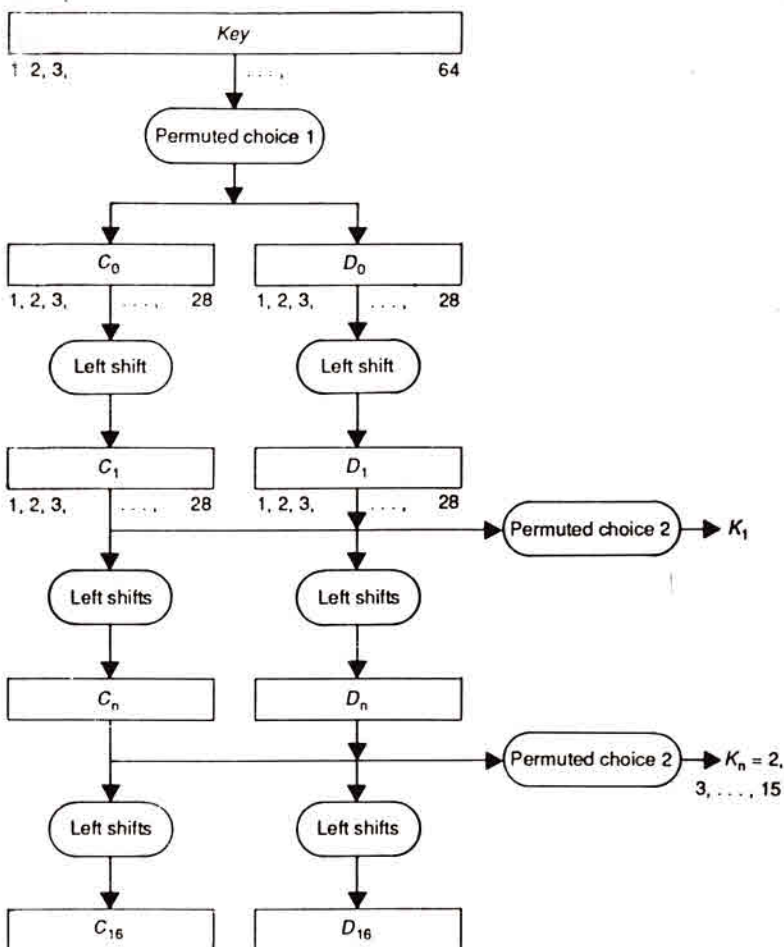 Key
1 2, 3, . . . , 64
Permuted choice 1
C₀ D₀
1, 2, 3, . . . . , 28 1, 2, 3, . . . , 28
Left shift Left shift
C₁ D₁
1, 2, 3, . . . , 28 1, 2, 3, . . . , 28
Permuted choice 2 K₁
Left shifts Left shifts
Cₙ Dₙ
Permuted choice 2 Kₙ = 2,
3, . . . , 15
Left shifts Left shifts
C₁₆ D₁₆